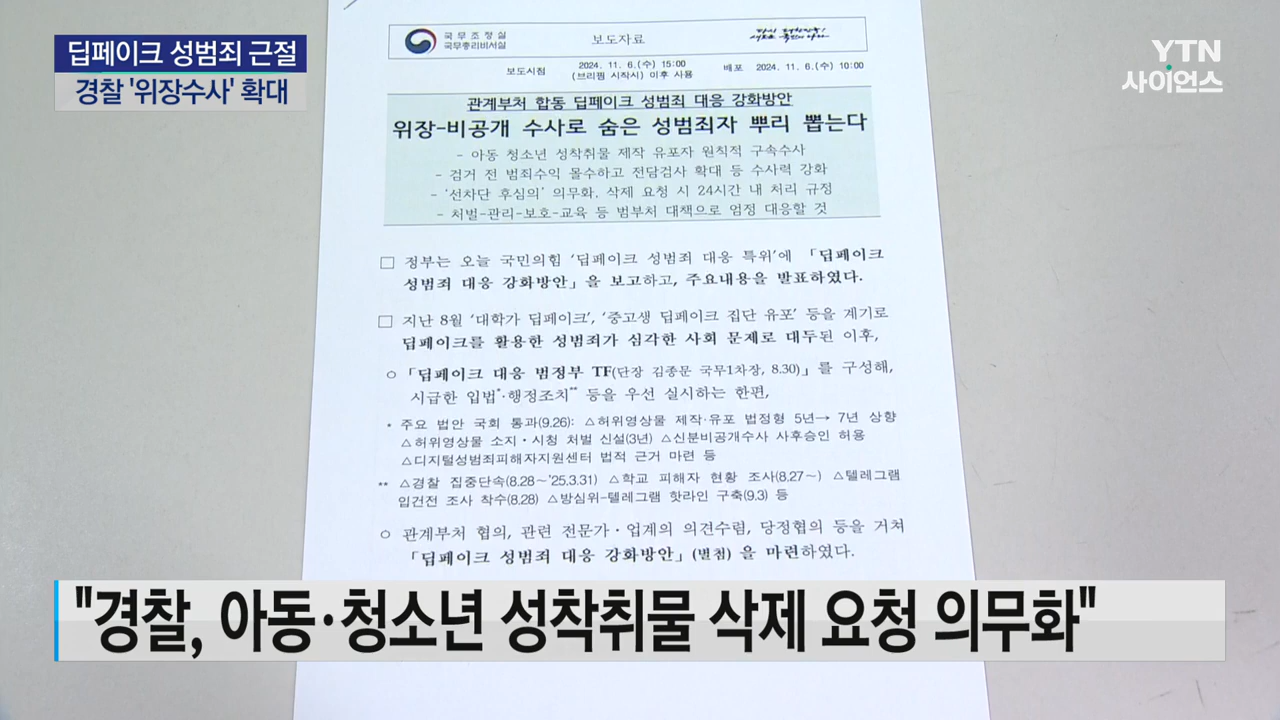 딥페이크 성범죄 근절
경찰 '위장수사' 확대
YTN
사이언스
국무조정실
국무총리비서실
보도자료
다시 대한민국!
새로운 국민의 나라
보도시점
2024. 11. 6.(수) 15:00
(브리핑 시작시) 이후 사용
배포 2024. 11. 6.(수) 10:00
관계부처 합동 딥페이크 성범죄 대응 강화방안
위장-비공개 수사로 숨은 성범죄자 뿌리 뽑는다
- 아동 청소년 성착취물 제작 유포자 원칙적 구속수사
- 검거 전 범죄수익 몰수하고 전담검사 확대 등 수사력 강화
- '선차단 후심의' 의무화. 삭제 요청 시 24시간 내 처리 규정
- 처벌-관리-보호-교육 등 범부처 대책으로 엄정 대응할 것
□ 정부는 오늘 국민의힘 '딥페이크 성범죄 대응 특위'에 「딥페이크
성범죄 대응 강화방안」을 보고하고, 주요내용을 발표하였다.
□ 지난 8월 '대학가 딥페이크', '중고생 딥페이크 집단 유포' 등을 계기로
딥페이크를 활용한 성범죄가 심각한 사회 문제로 대두된 이후,
○ 「딥페이크 대응 범정부 TF(단장 김종문 국무1차장, 8.30)」를 구성해,
시급한 입법*·행정조치** 등을 우선 실시하는 한편,
* 주요 법안 국회 통과(9.26): △허위영상물 제작·유포 법정형 5년→ 7년 상향
△허위영상물 소지·시청 처벌 신설(3년) △신분비공개수사 사후승인 허용
△디지털성범죄피해자지원센터 법적 근거 마련 등
** △경찰 집중단속(8.28~'25.3.31) △학교 피해자 현황 조사(8.27~) △텔레그램
입건전 조사 착수(8.28) △방심위-텔레그램 핫라인 구축(9.3) 등
○ 관계부처 협의, 관련 전문가·업계의 의견수렴, 당정협의 등을 거쳐
「딥페이크 성범죄 대응 강화방안」(별첨)을 마련하였다.
"경찰, 아동·청소년 성착취물 삭제 요청 의무화"